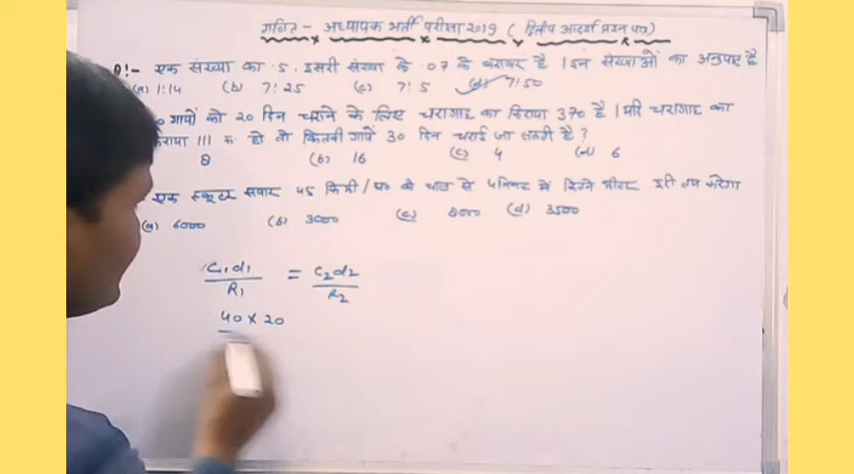 गणित - अध्यापक भर्ती परीक्षा 2019 ( द्वितीय आदर्श प्रश्न पत्र )
Q!- एक संख्या का .5, दूसरी संख्या के .07 के बराबर है । इन संख्याओं का अनुपात है
(a) 1:14 (b) 7:25 (c) 7:5 (d) 7:50
गायों को 20 दिन चराने के लिए चरागाह का किराया 370 है । यदि चरागाह का
किराया 111 रू हो तो कितनी गायें 30 दिन चराई जा सकती है ?
8 (b) 16 (c) 4 (d) 6
एक स्कूटर सवार 45 किमी / घ० की चाल से 4 मिनट में कितने मीटर दूरी तय करेगा
(a) 6000 (b) 3000 (c) 8000 (d) 3500
C₁d₁ = C₂d₂
R₁ R₂
40 × 20